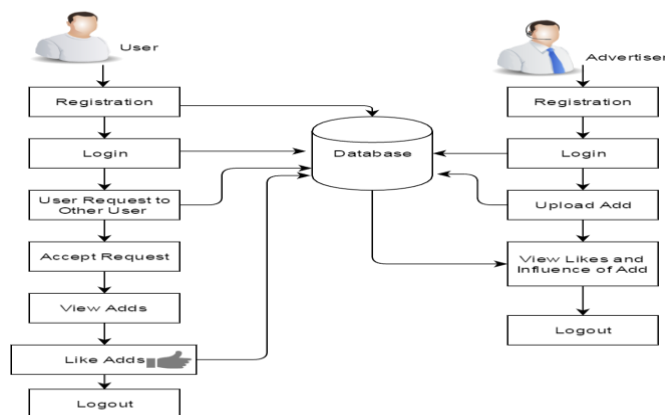 User
Advertiser
Registration
Registration
Login
Database
Login
User Request to
Other User
Upload Add
Accept Request
View Likes and
Influence of Add
View Adds
Logout
Like Adds
Logout